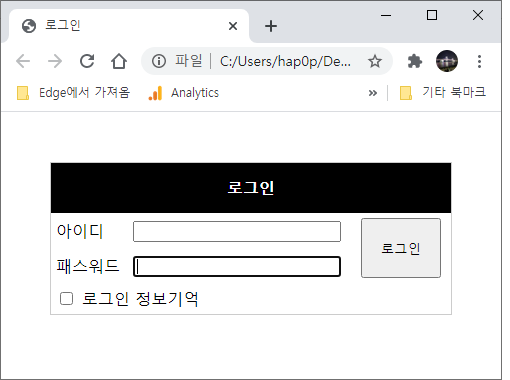 로그인
파일 | C:/Users/hap0p/De...
Edge에서 가져옴 Analytics » 기타 북마크
로그인
아이디
패스워드
로그인
로그인 정보기억